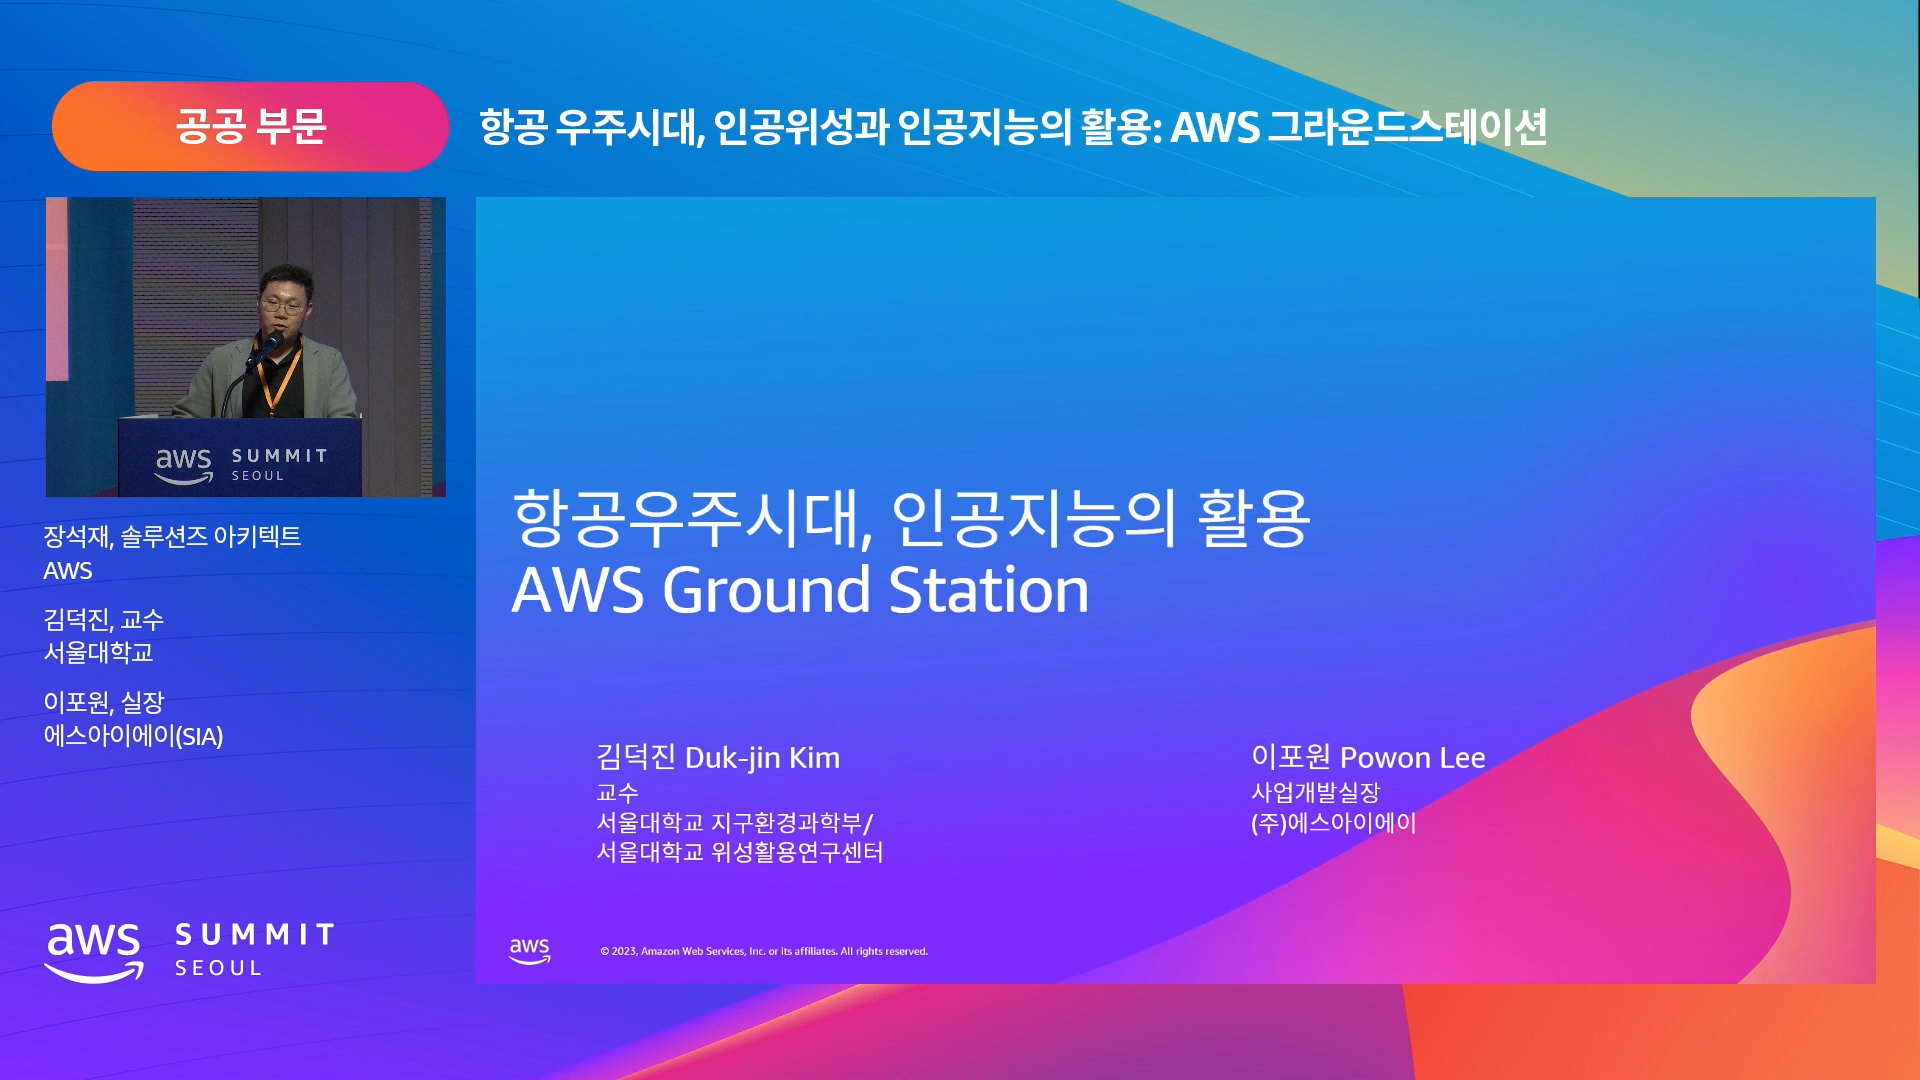 공공 부문
항공 우주시대, 인공위성과 인공지능의 활용: AWS 그라운드스테이션
aws SUMMIT
SEOUL
장석재, 솔루션즈 아키텍트
AWS
김덕진, 교수
서울대학교
이포원, 실장
에스아이에이(SIA)
aws SUMMIT
SEOUL
항공우주시대, 인공지능의 활용
AWS Ground Station
김덕진 Duk-jin Kim
교수
서울대학교 지구환경과학부/
서울대학교 위성활용연구센터
이포원 Powon Lee
사업개발실장
(주)에스아이에이
aws
© 2023, Amazon Web Services, Inc. or its affiliates. All rights reserved.